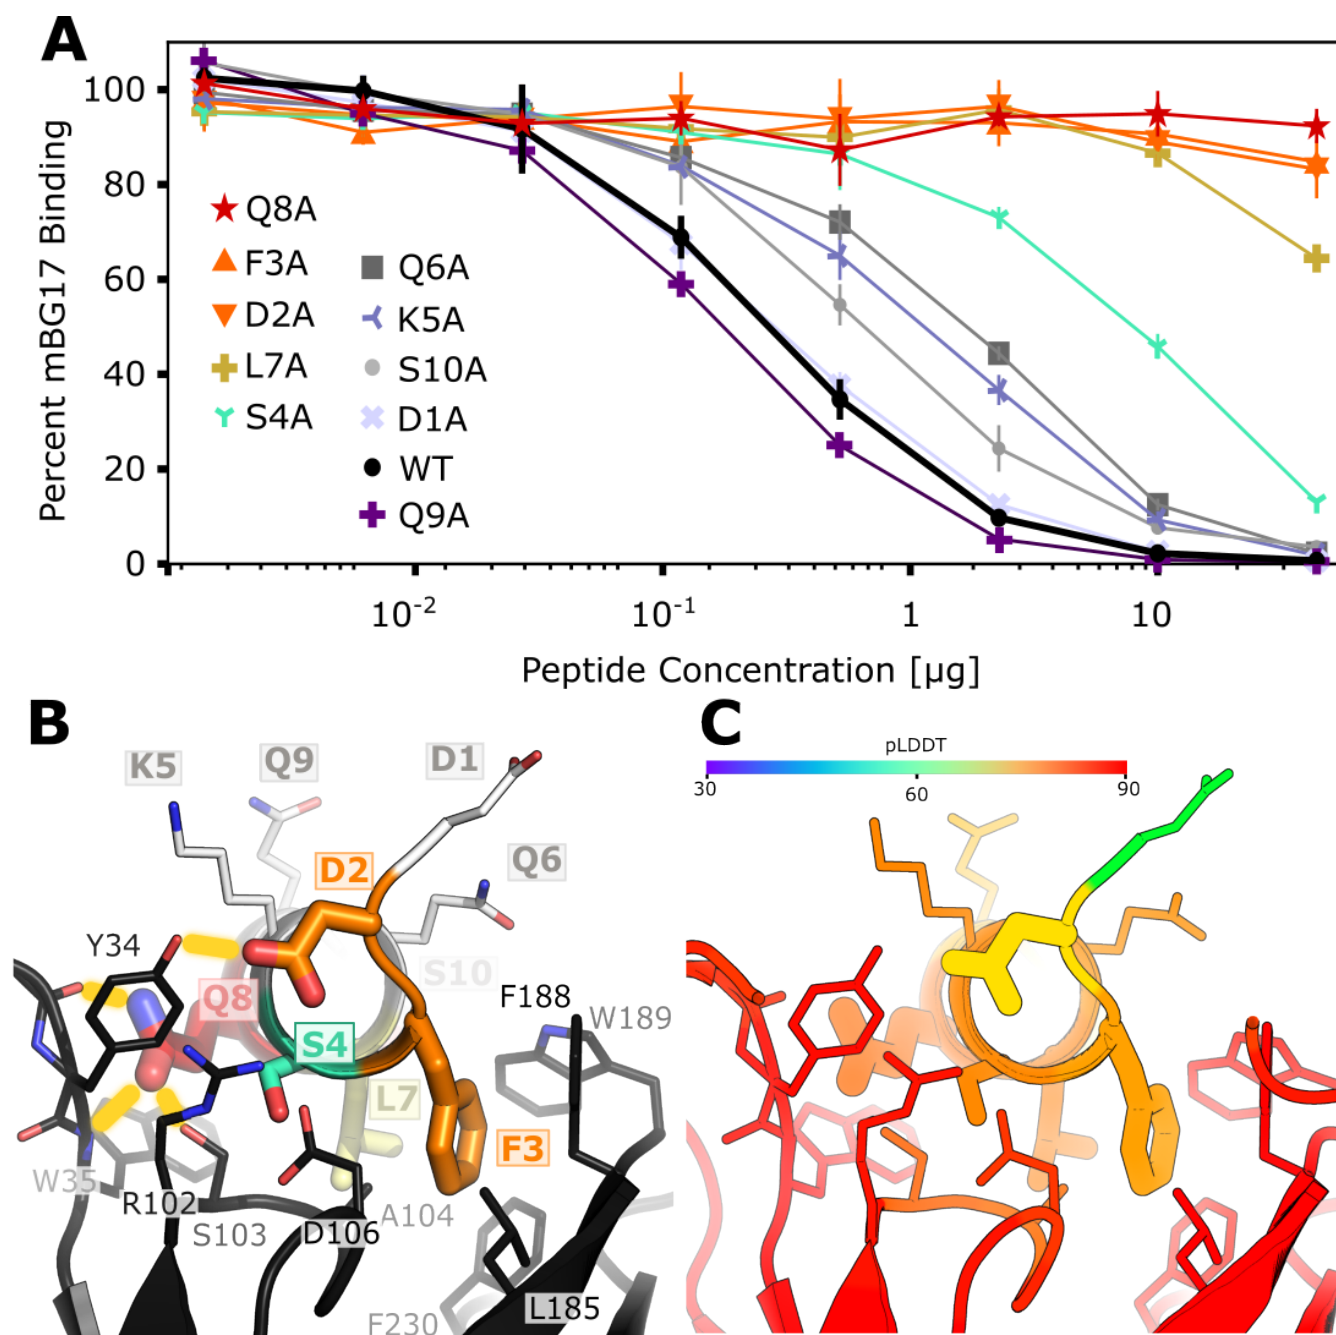 A
Percent mBG17 Binding
100
80
60
40
20
0
Q8A
F3A
D2A
L7A
S4A
Q6A
K5A
S10A
D1A
WT
Q9A
10-2
10-1
1
10
Peptide Concentration [µg]
B
K5
Q9
D1
D2
Q6
Y34
Q8
S10
F188
W189
S4
L7
F3
W35
R102
S103
D106
A104
L185
F230
C
pLDDT
30
60
90